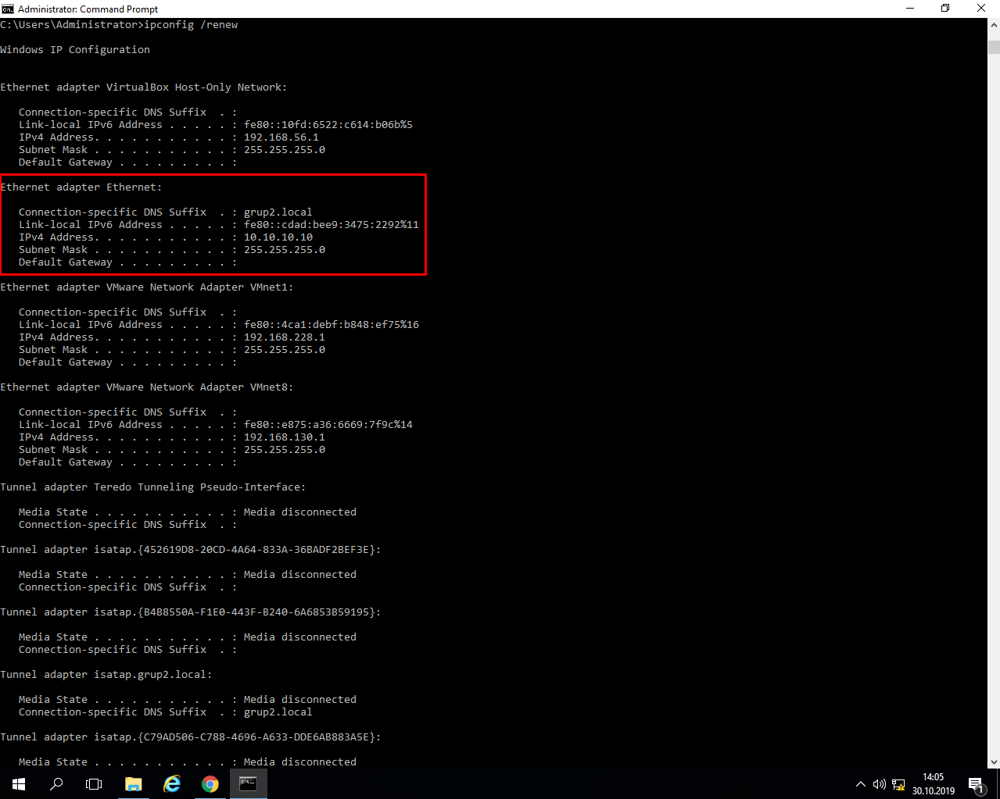 Administrator: Command Prompt
C:\Users\Administrator>ipconfig /renew
Windows IP Configuration
Ethernet adapter VirtualBox Host-Only Network:
Connection-specific DNS Suffix  . :
Link-local IPv6 Address . . . . . : fe80::10fd:6522:c614:b06b%5
IPv4 Address. . . . . . . . . . . : 192.168.56.1
Subnet Mask . . . . . . . . . . . : 255.255.255.0
Default Gateway . . . . . . . . . :
Ethernet adapter Ethernet:
Connection-specific DNS Suffix  . : grup2.local
Link-local IPv6 Address . . . . . : fe80::cdad:bee9:3475:2292%11
IPv4 Address. . . . . . . . . . . : 10.10.10.10
Subnet Mask . . . . . . . . . . . : 255.255.255.0
Default Gateway . . . . . . . . . :
Ethernet adapter VMware Network Adapter VMnet1:
Connection-specific DNS Suffix  . :
Link-local IPv6 Address . . . . . : fe80::4ca1:debf:b848:ef75%16
IPv4 Address. . . . . . . . . . . : 192.168.228.1
Subnet Mask . . . . . . . . . . . : 255.255.255.0
Default Gateway . . . . . . . . . :
Ethernet adapter VMware Network Adapter VMnet8:
Connection-specific DNS Suffix  . :
Link-local IPv6 Address . . . . . : fe80::e875:a36:6669:7f9c%14
IPv4 Address. . . . . . . . . . . : 192.168.130.1
Subnet Mask . . . . . . . . . . . : 255.255.255.0
Default Gateway . . . . . . . . . :
Tunnel adapter Teredo Tunneling Pseudo-Interface:
Media State . . . . . . . . . . . : Media disconnected
Connection-specific DNS Suffix  . :
Tunnel adapter isatap.{452619D8-20CD-4A64-833A-36BADF2BEF3E}:
Media State . . . . . . . . . . . : Media disconnected
Connection-specific DNS Suffix  . :
Tunnel adapter isatap.{B4B8550A-F1E0-443F-B240-6A6853B59195}:
Media State . . . . . . . . . . . : Media disconnected
Connection-specific DNS Suffix  . :
Tunnel adapter isatap.grup2.local:
Media State . . . . . . . . . . . : Media disconnected
Connection-specific DNS Suffix  . : grup2.local
Tunnel adapter isatap.{C79AD506-C788-4696-A633-DDE6AB883A5E}:
Media State . . . . . . . . . . . : Media disconnected
14:05
30.10.2019
1